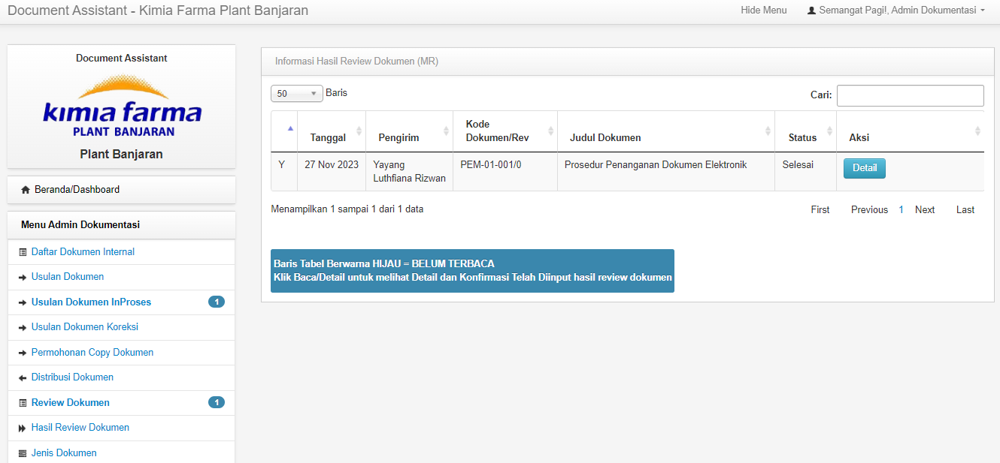 Document Assistant - Kimia Farma Plant Banjaran
Hide Menu
Semangat Pagi!, Admin Dokumentasi
Document Assistant
kimia farma
PLANT BANJARAN
Plant Banjaran
Beranda/Dashboard
Menu Admin Dokumentasi
Daftar Dokumen Internal
Usulan Dokumen
Usulan Dokumen InProses 1
Usulan Dokumen Koreksi
Permohonan Copy Dokumen
Distribusi Dokumen
Review Dokumen 1
Hasil Review Dokumen
Jenis Dokumen
Informasi Hasil Review Dokumen (MR)
50 Baris
Cari:
Tanggal Pengirim Kode Dokumen/Rev Judul Dokumen Status Aksi
Y 27 Nov 2023 Yayang Luthfiana Rizwan PEM-01-001/0 Prosedur Penanganan Dokumen Elektronik Selesai Detail
Menampilkan 1 sampai 1 dari 1 data
First Previous 1 Next Last
Baris Tabel Berwarna HIJAU = BELUM TERBACA
Klik Baca/Detail untuk melihat Detail dan Konfirmasi Telah Diinput hasil review dokumen